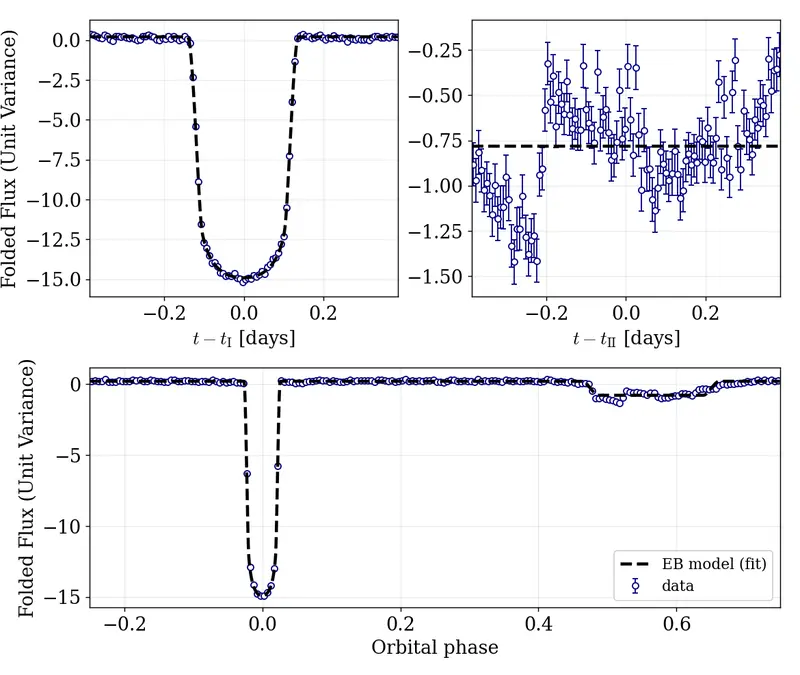 Folded Flux (Unit Variance)
0.0
−2.5
−5.0
−7.5
−10.0
−12.5
−15.0
−0.2 0.0 0.2
t − tI [days]
−0.25
−0.50
−0.75
−1.00
−1.25
−1.50
−0.2 0.0 0.2
t − tII [days]
Folded Flux (Unit Variance)
0
−5
−10
−15
EB model (fit)
data
−0.2 0.0 0.2 0.4 0.6
Orbital phase